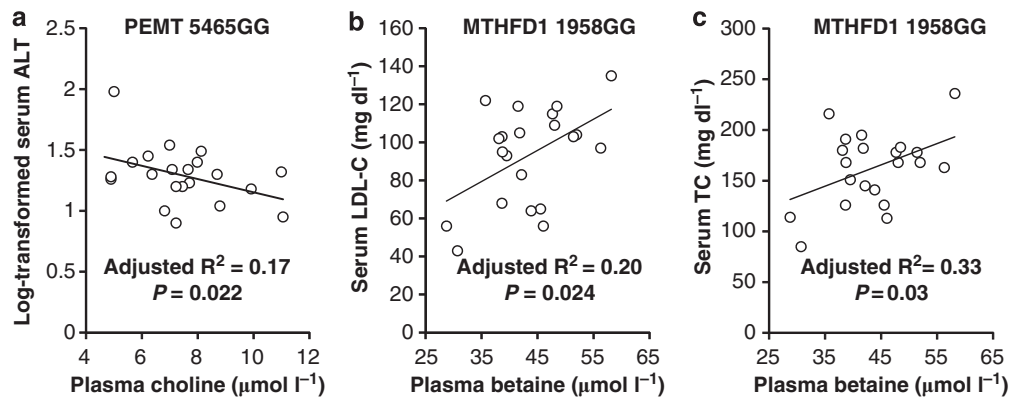 a
PEMT 5465GG
Log-transformed serum ALT
2.5
2
1.5
1
0.5
0
Adjusted R² = 0.17
P = 0.022
4 6 8 10 12
Plasma choline (μmol l⁻¹)
b
MTHFD1 1958GG
Serum LDL-C (mg dl⁻¹)
160
140
120
100
80
60
40
20
0
Adjusted R² = 0.20
P = 0.024
25 35 45 55 65
Plasma betaine (μmol l⁻¹)
c
MTHFD1 1958GG
Serum TC (mg dl⁻¹)
300
250
200
150
100
50
0
Adjusted R²= 0.33
P=0.03
25 35 45 55 65
Plasma betaine (μmol l⁻¹)